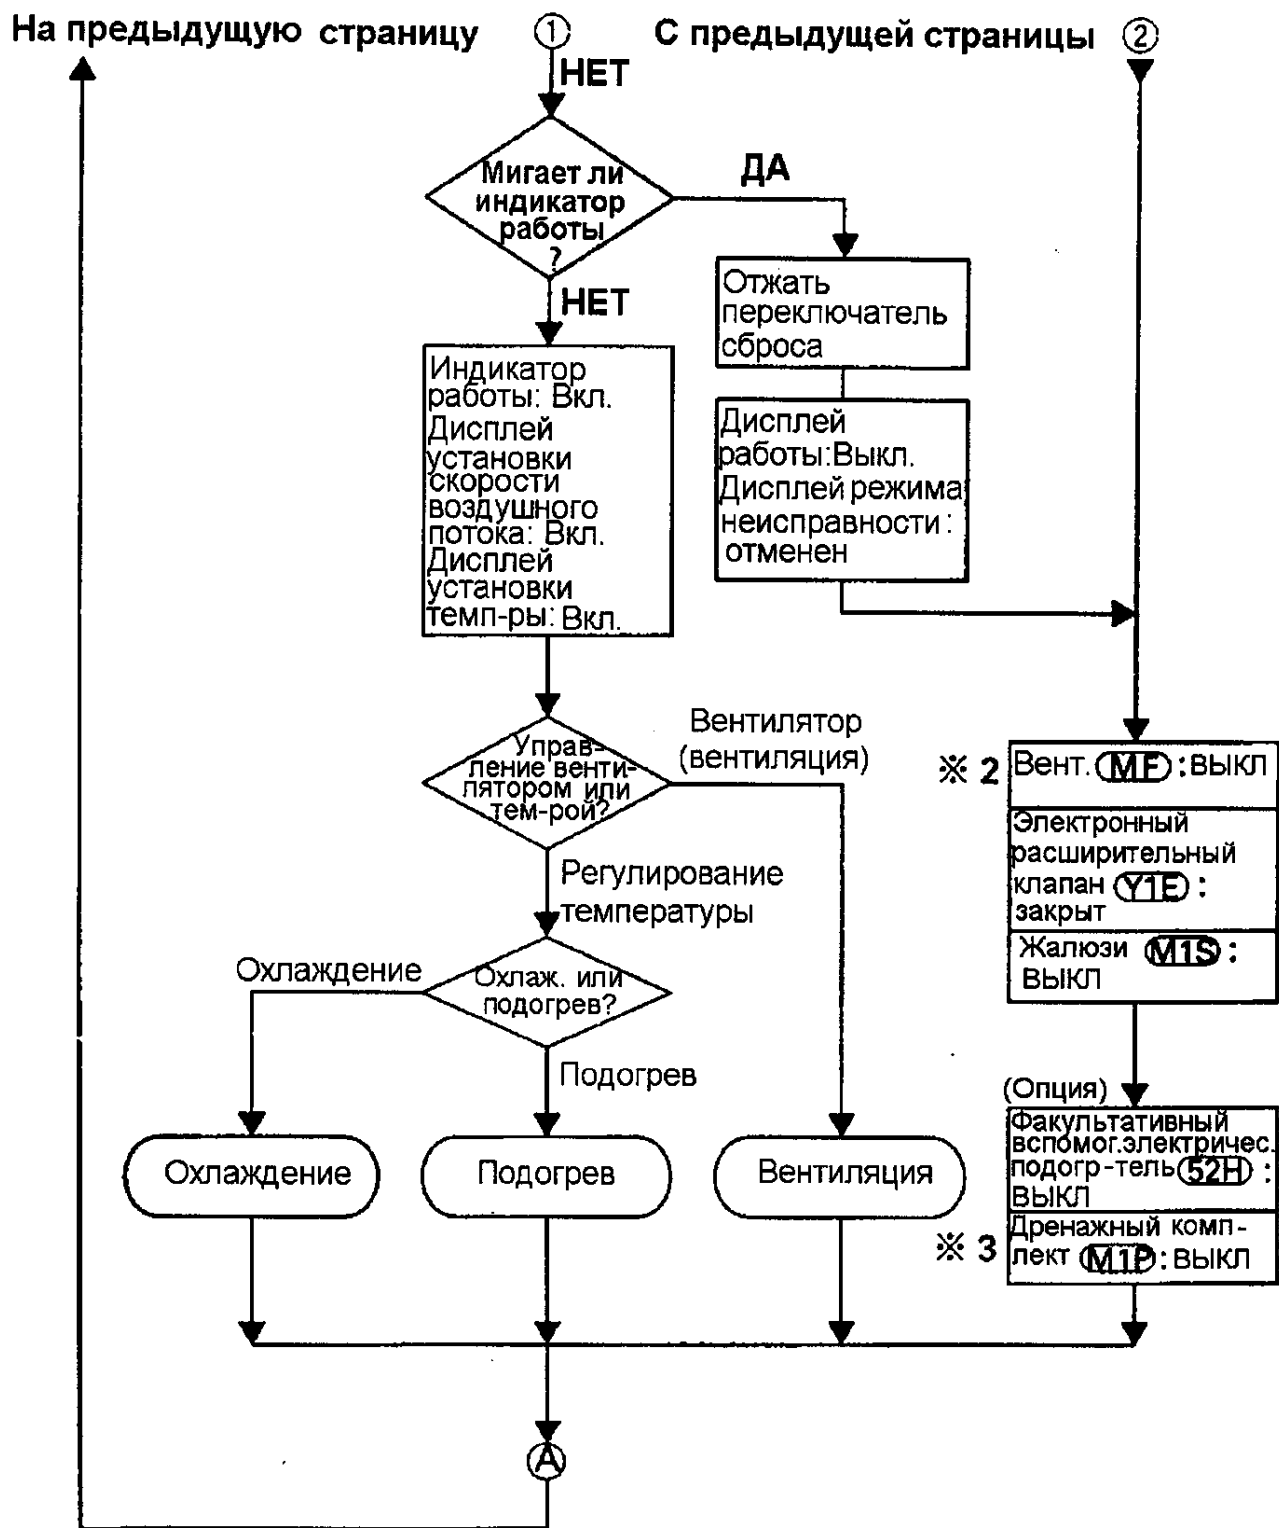 На предыдущую страницу
①
С предыдущей страницы ②
НЕТ
Мигает ли
индикатор
работы
?
ДА
НЕТ
Отжать
переключатель
сброса
Индикатор
работы: Вкл.
Дисплей
установки
скорости
воздушного
потока: Вкл.
Дисплей
установки
темп-ры: Вкл.
Дисплей
работы:Выкл.
Дисплей режима
неисправности:
отменен
Управ-
ление венти-
лятором или
тем-рой?
Вентилятор
(вентиляция)
Регулирование
температуры
Охлаж. или
подогрев?
Охлаждение
Подогрев
Охлаждение
Подогрев
Вентиляция
※ 2
Вент. MF : ВЫКЛ
Электронный
расширительный
клапан Y1E :
закрыт
Жалюзи M1S :
ВЫКЛ
(Опция)
Факультативный
вспомог.электричес.
подогр-тель 52H :
ВЫКЛ
※ 3
Дренажный комп-
лект M1P : ВЫКЛ
A